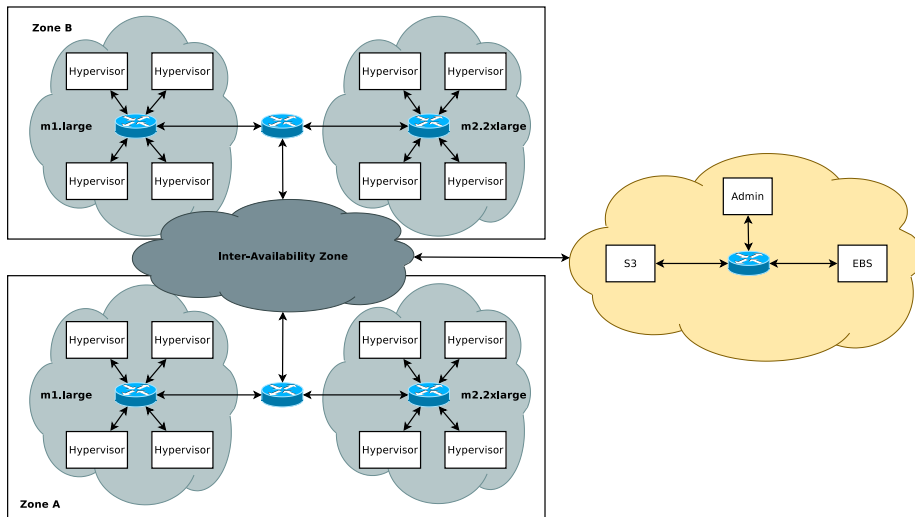 Zone B
Hypervisor
Hypervisor
Hypervisor
Hypervisor
m1.large
m2.2xlarge
Hypervisor
Hypervisor
Hypervisor
Hypervisor
Admin
Inter-Availability Zone
S3
EBS
Hypervisor
Hypervisor
Hypervisor
Hypervisor
m1.large
m2.2xlarge
Hypervisor
Hypervisor
Hypervisor
Hypervisor
Zone A